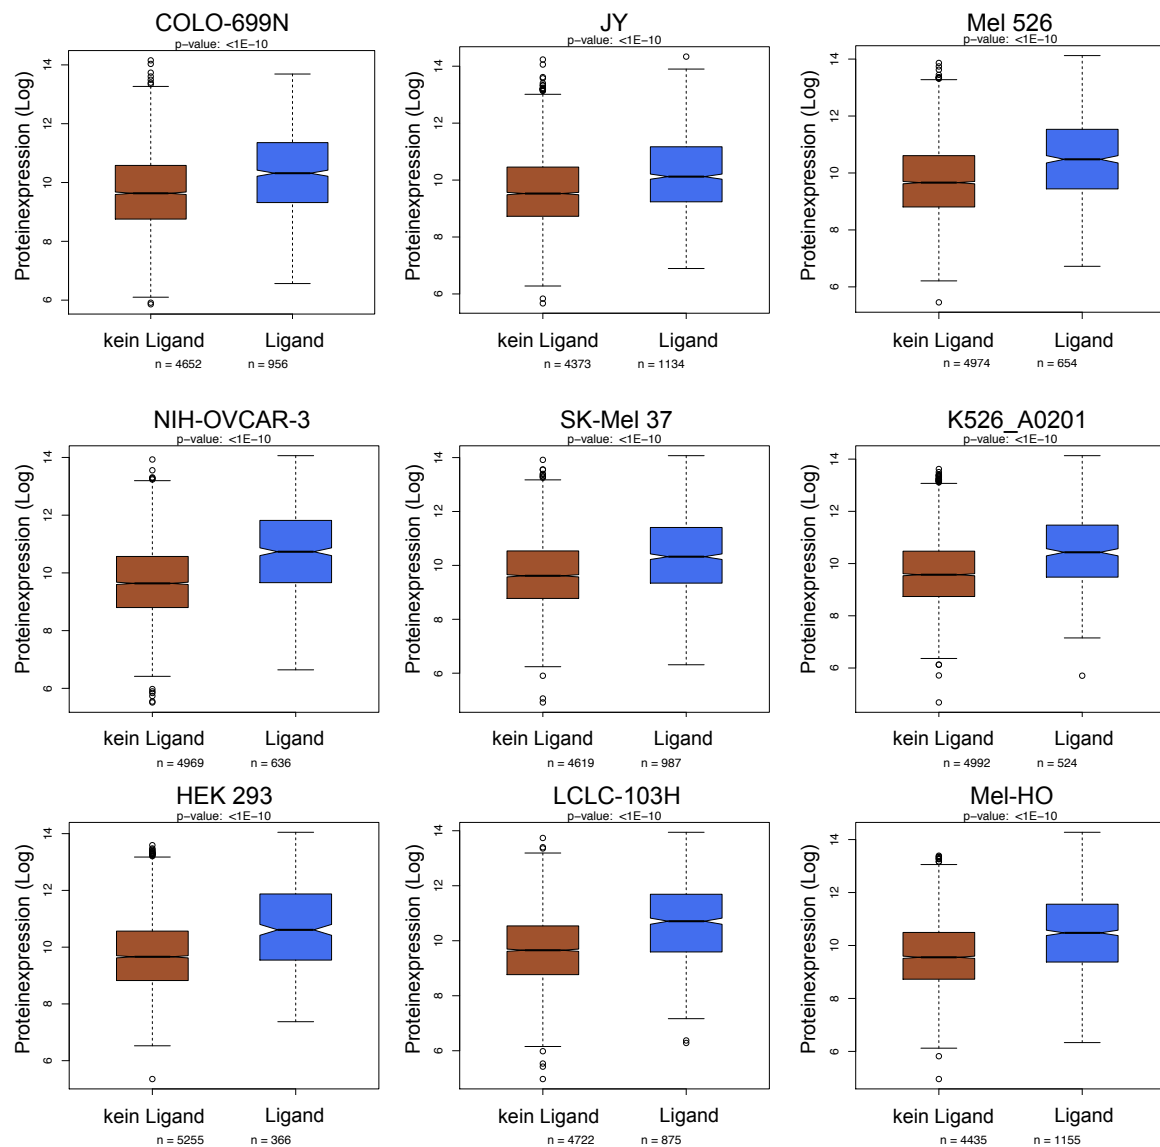 COLO-699N
p-value: <1E-10
Proteinexpression (Log)
14
12
10
8
6
kein Ligand
Ligand
n = 4652
n = 956
JY
p-value: <1E-10
Proteinexpression (Log)
14
12
10
8
6
kein Ligand
Ligand
n = 4373
n = 1134
Mel 526
p-value: <1E-10
Proteinexpression (Log)
14
12
10
8
6
kein Ligand
Ligand
n = 4974
n = 654
NIH-OVCAR-3
p-value: <1E-10
Proteinexpression (Log)
14
12
10
8
6
kein Ligand
Ligand
n = 4969
n = 636
SK-Mel 37
p-value: <1E-10
Proteinexpression (Log)
14
12
10
8
6
kein Ligand
Ligand
n = 4619
n = 987
K526_A0201
p-value: <1E-10
Proteinexpression (Log)
14
12
10
8
6
kein Ligand
Ligand
n = 4992
n = 524
HEK 293
p-value: <1E-10
Proteinexpression (Log)
14
12
10
8
6
kein Ligand
Ligand
n = 5255
n = 366
LCLC-103H
p-value: <1E-10
Proteinexpression (Log)
14
12
10
8
6
kein Ligand
Ligand
n = 4722
n = 875
Mel-HO
p-value: <1E-10
Proteinexpression (Log)
14
12
10
8
6
kein Ligand
Ligand
n = 4435
n = 1155